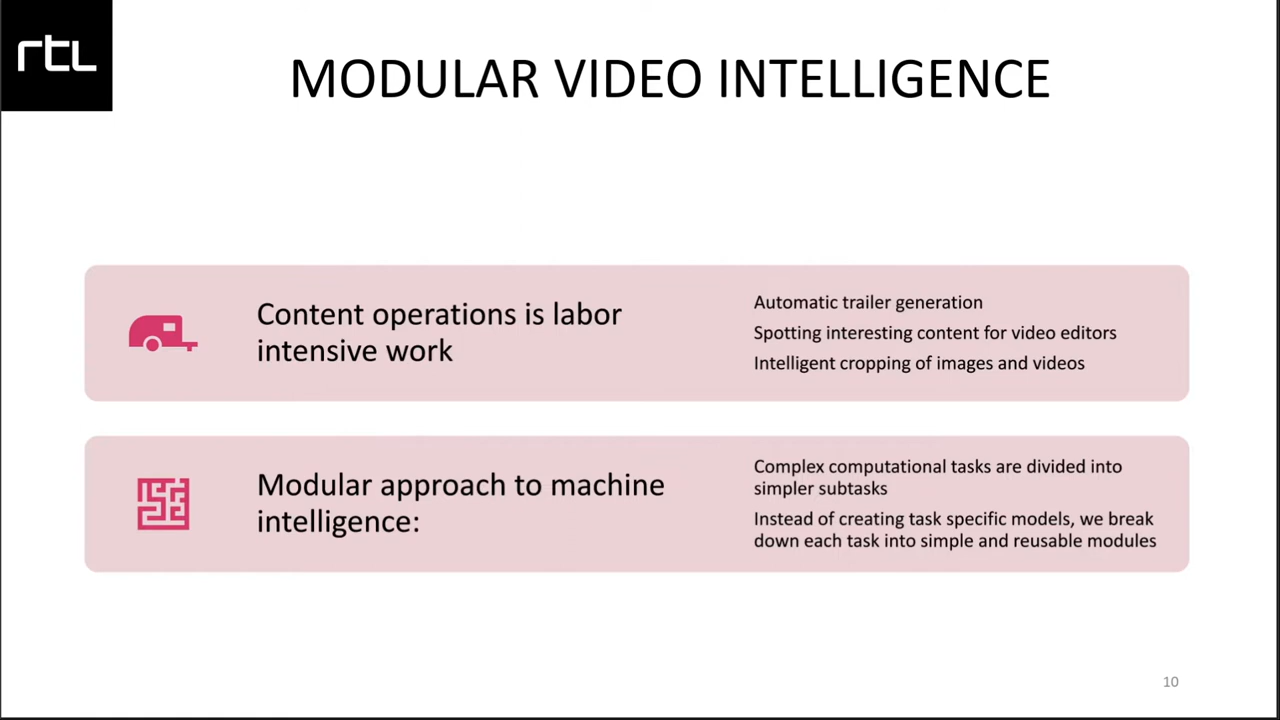 rtl
MODULAR VIDEO INTELLIGENCE
Content operations is labor
intensive work
Automatic trailer generation
Spotting interesting content for video editors
Intelligent cropping of images and videos
Modular approach to machine
intelligence:
Complex computational tasks are divided into
simpler subtasks
Instead of creating task specific models, we break
down each task into simple and reusable modules
10